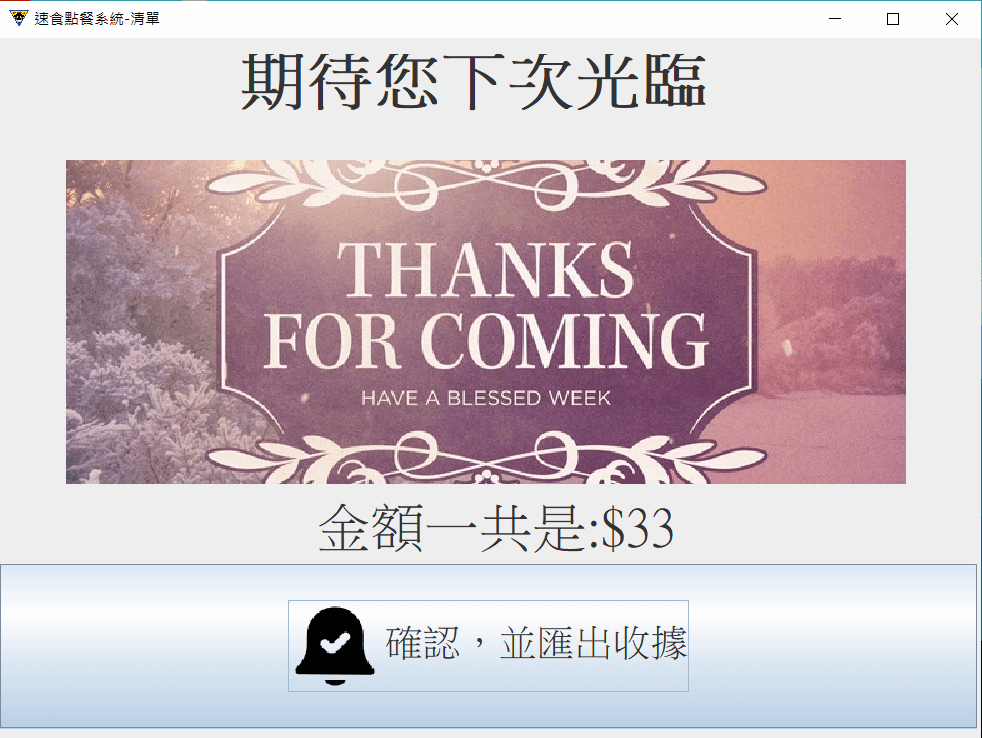 速食點餐系統-清單
期待您下次光臨
THANKS
FOR COMING
HAVE A BLESSED WEEK
金額一共是:$33
確認，並匯出收據